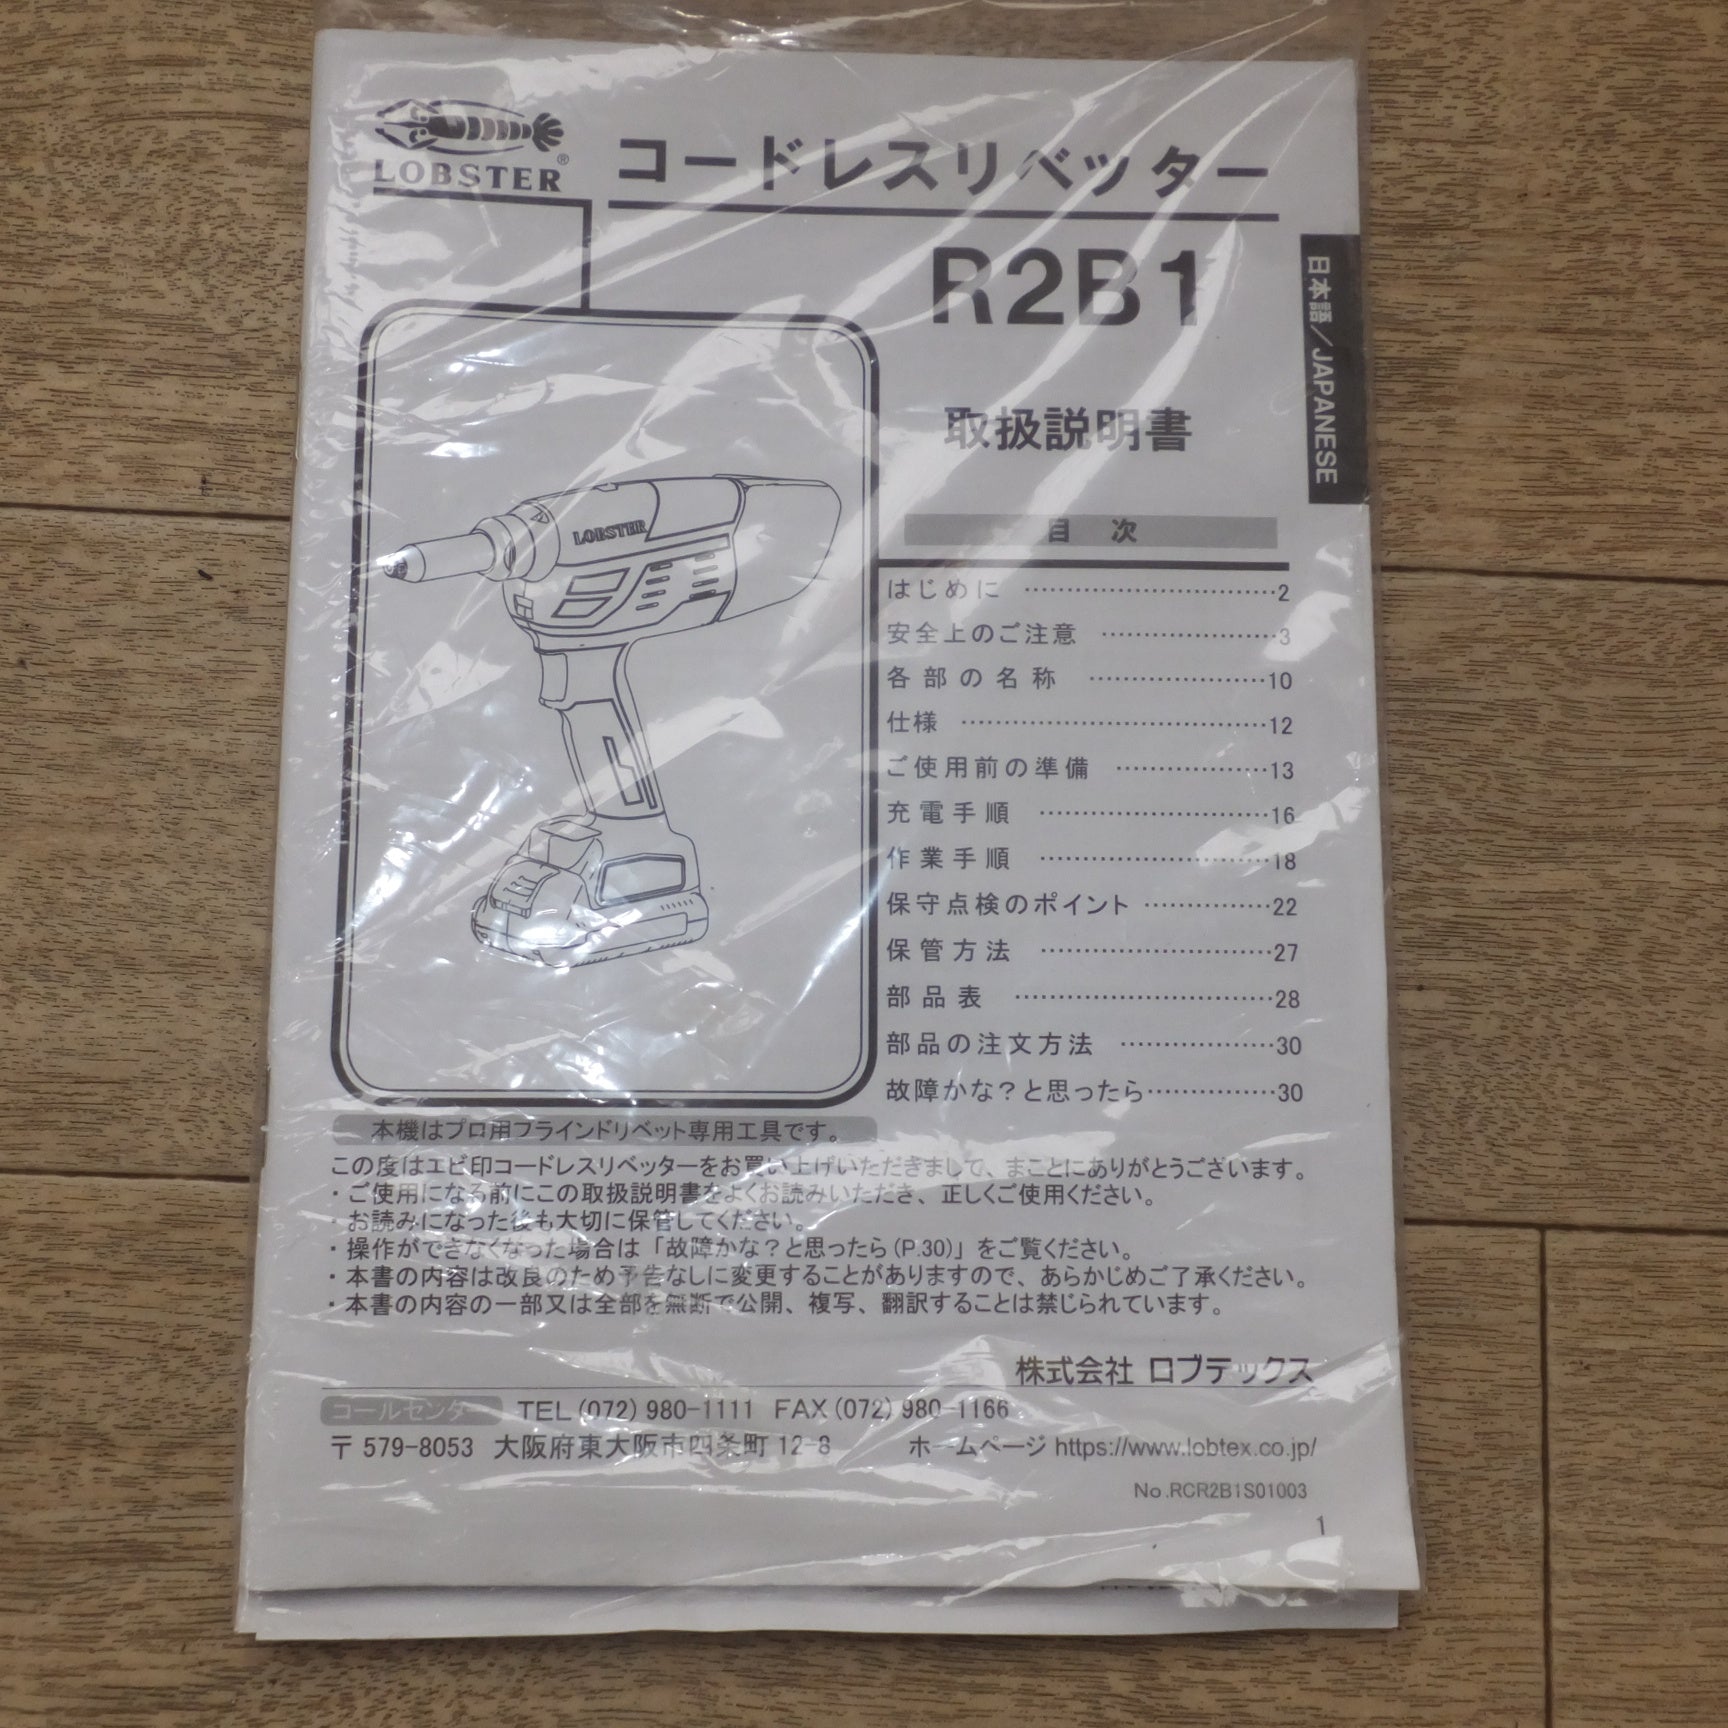 LOBSTER®
コードレスリベッター
R2B1
日本語／JAPANESE
取扱説明書
LOBSTER
目 次
はじめに ……………………………2
安全上のご注意 ……………………3
各部の名称 ……………………10
仕様 ……………………………………12
ご使用前の準備 …………………13
充電手順 ……………………………16
作業手順 ……………………………18
保守点検のポイント ……………22
保管方法 ……………………………27
部品表 ………………………………28
部品の注文方法 …………………30
故障かな？と思ったら……………30
本機はプロ用ブラインドリベット専用工具です。
この度はエビ印コードレスリベッターをお買い上げいただきまして、まことにありがとうございます。
・ご使用になる前にこの取扱説明書をよくお読みいただき、正しくご使用ください。
・お読みになった後も大切に保管してください。
・操作ができなくなった場合は「故障かな？と思ったら(P.30)」をご覧ください。
・本書の内容は改良のため予告なしに変更することがありますので、あらかじめご了承ください。
・本書の内容の一部又は全部を無断で公開、複写、翻訳することは禁じられています。
株式会社 ロブテックス
コールセンター TEL(072)980-1111 FAX(072)980-1166
〒579-8053 大阪府東大阪市四条町12-8 ホームページ https://www.lobtex.co.jp/
No.RCR2B1S01003
1